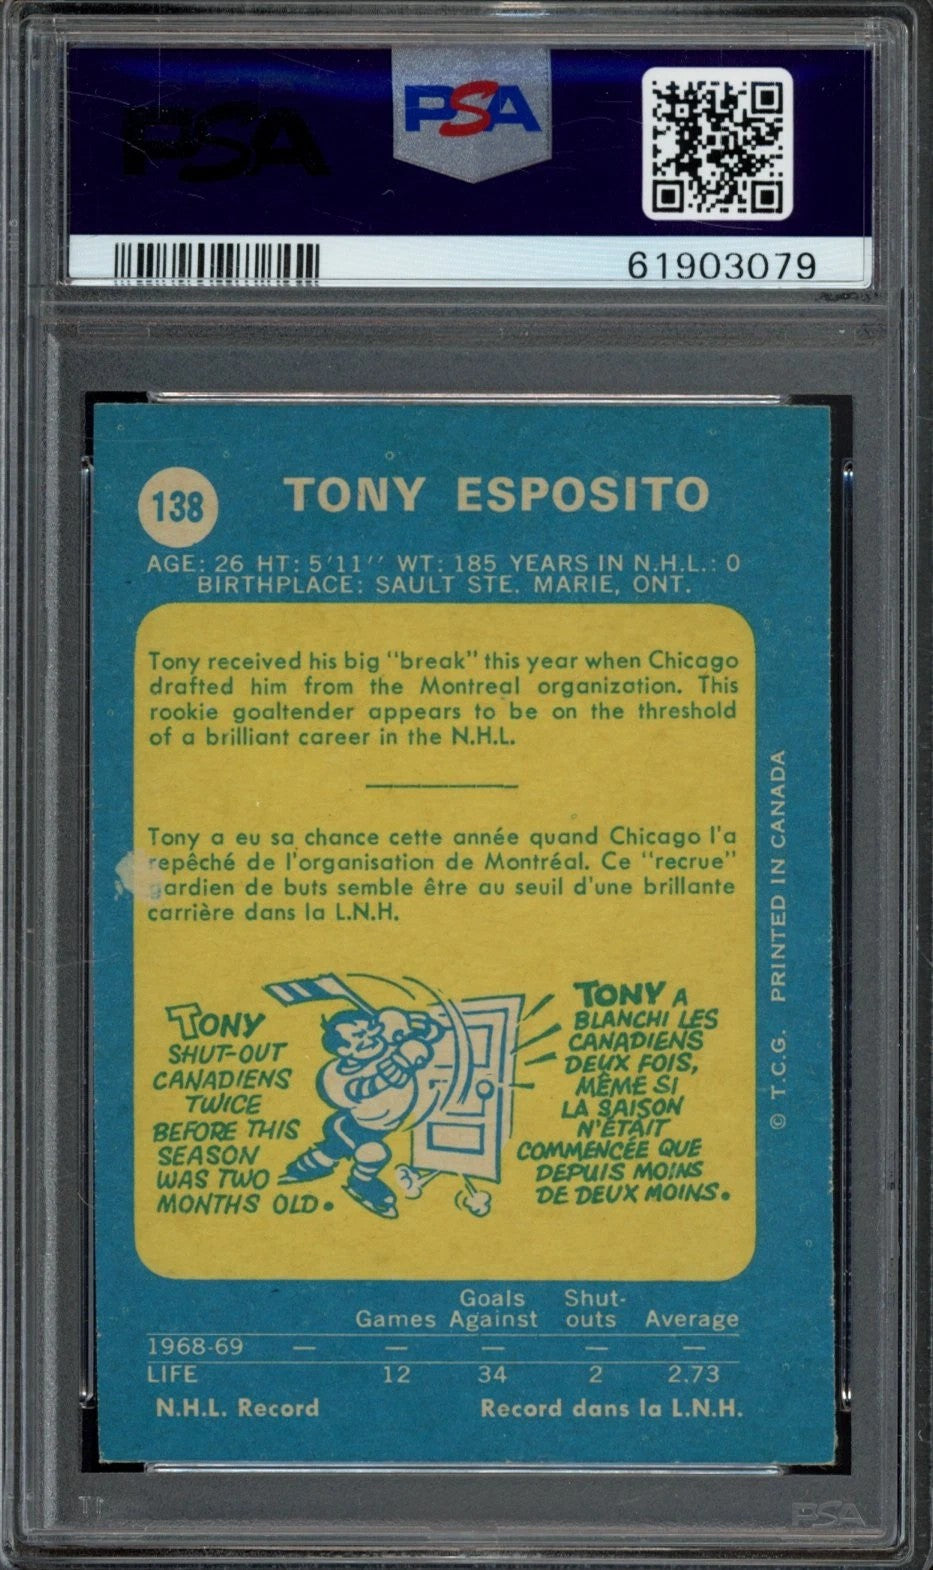 PSA
PSA
61903079
138
TONY ESPOSITO
AGE: 26 HT: 5'11'' WT: 185 YEARS IN N.H.L.: 0
BIRTHPLACE: SAULT STE. MARIE, ONT.
Tony received his big "break" this year when Chicago
drafted him from the Montreal organization. This
rookie goaltender appears to be on the threshold
of a brilliant career in the N.H.L.
Tony a eu sa chance cette année quand Chicago l'a
repêché de l'organisation de Montréal. Ce "recrue"
gardien de buts semble être au seuil d'une brillante
carrière dans la L.N.H.
TONY
SHUT-OUT
CANADIENS
TWICE
BEFORE THIS
SEASON
WAS TWO
MONTHS OLD.
TONY A
BLANCHI LES
CANADIENS
DEUX FOIS,
MÊME SI
LA SAISON
N'ÉTAIT
COMMENCÉE QUE
DEPUIS MOINS
DE DEUX MOINS.
© T.C.G. PRINTED IN CANADA
Goals Shut-
Games Against outs Average
1968-69 — — — — —
LIFE 12 34 2 2.73
N.H.L. Record Record dans la L.N.H.
PSA